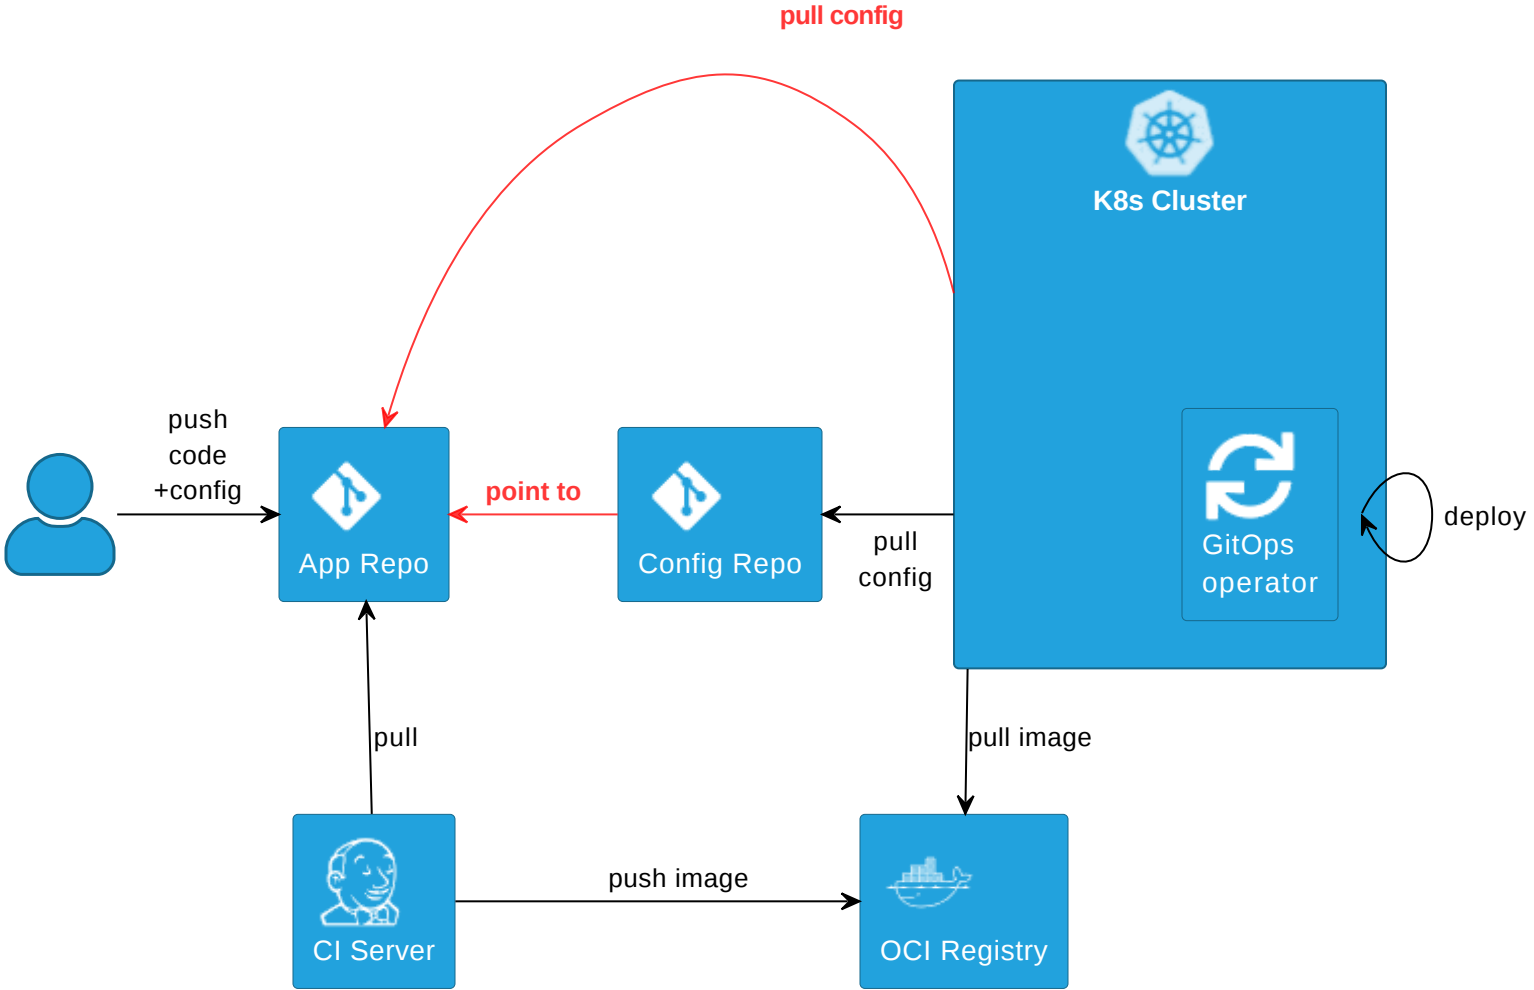 pull config
K8s Cluster
push
code
+config
point to
App Repo
Config Repo
pull
config
GitOps
operator
deploy
pull
pull image
push image
CI Server
OCI Registry